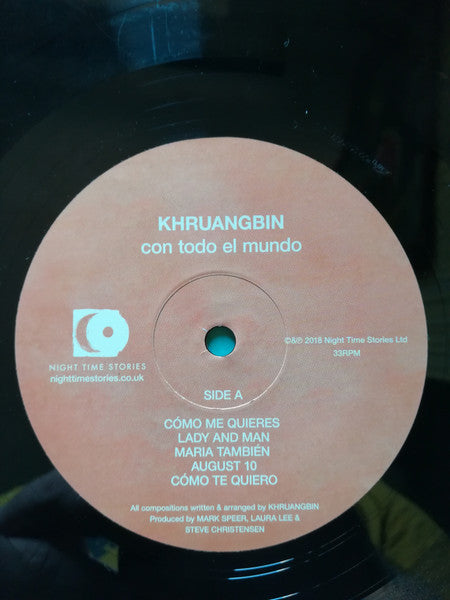 KHRUANGBIN
con todo el mundo
NIGHT TIME STORIES
nighttimestories.co.uk
©&℗ 2018 Night Time Stories Ltd
33RPM
SIDE A
CÓMO ME QUIERES
LADY AND MAN
MARIA TAMBIÉN
AUGUST 10
CÓMO TE QUIERO
All compositions written & arranged by KHRUANGBIN
Produced by MARK SPEER, LAURA LEE &
STEVE CHRISTENSEN